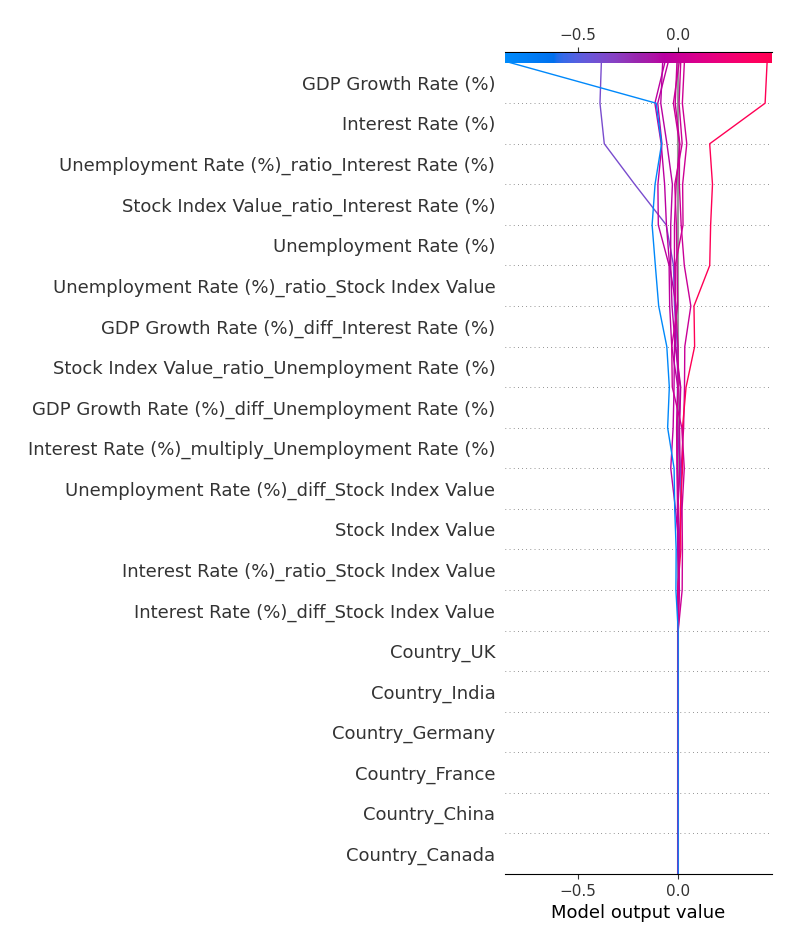 −0.5 0.0
GDP Growth Rate (%)
Interest Rate (%)
Unemployment Rate (%)_ratio_Interest Rate (%)
Stock Index Value_ratio_Interest Rate (%)
Unemployment Rate (%)
Unemployment Rate (%)_ratio_Stock Index Value
GDP Growth Rate (%)_diff_Interest Rate (%)
Stock Index Value_ratio_Unemployment Rate (%)
GDP Growth Rate (%)_diff_Unemployment Rate (%)
Interest Rate (%)_multiply_Unemployment Rate (%)
Unemployment Rate (%)_diff_Stock Index Value
Stock Index Value
Interest Rate (%)_ratio_Stock Index Value
Interest Rate (%)_diff_Stock Index Value
Country_UK
Country_India
Country_Germany
Country_France
Country_China
Country_Canada
−0.5 0.0
Model output value